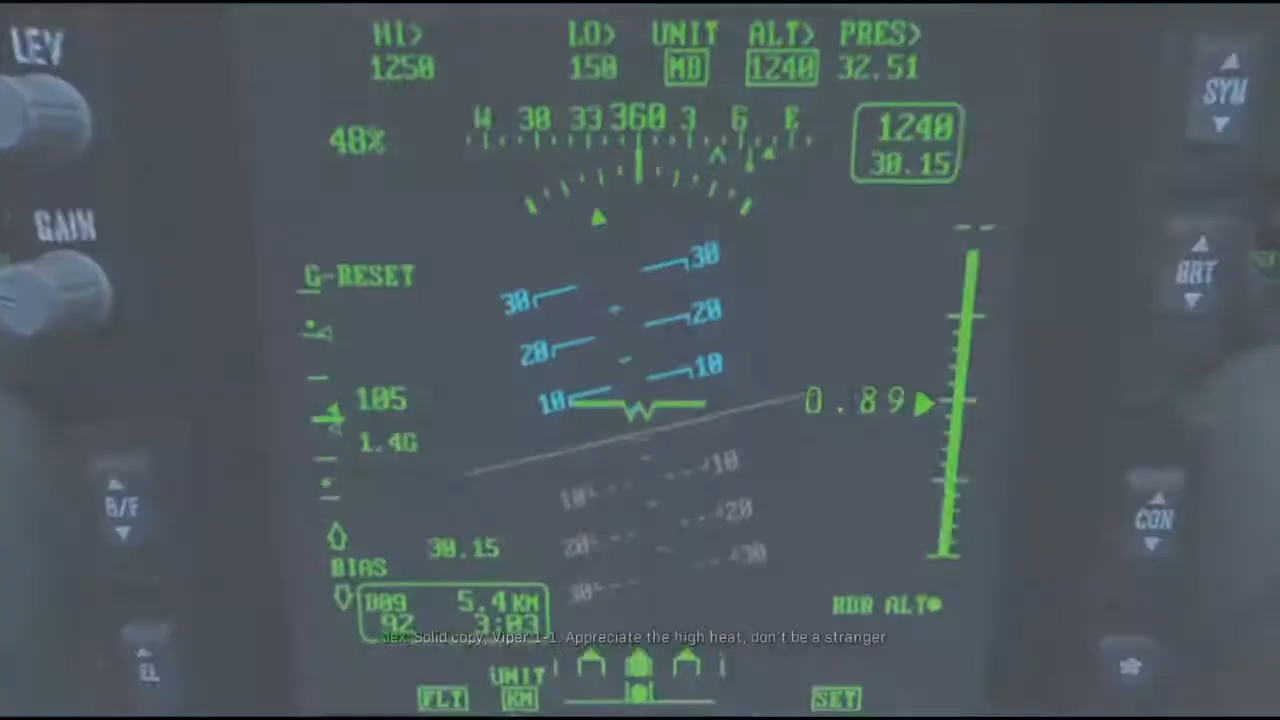 LEV
HI> LO> UNIT ALT> PRES>
1250 150 MB 1240 32.51
SYM
W 30 33 360 3 6 E
48%
1240
30.15
GAIN
30
30
BRT
G-RESET
20
20
10
10
105
0.89
1.4G
10
10
B/F
20
CON
30.15
20
30
BIAS
30
D09 5.4 KM
92 3:03
RDR ALT
Alex: Solid copy, Viper 1-1. Appreciate the high heat, don't be a stranger
EL
UNIT
FLT KM SET